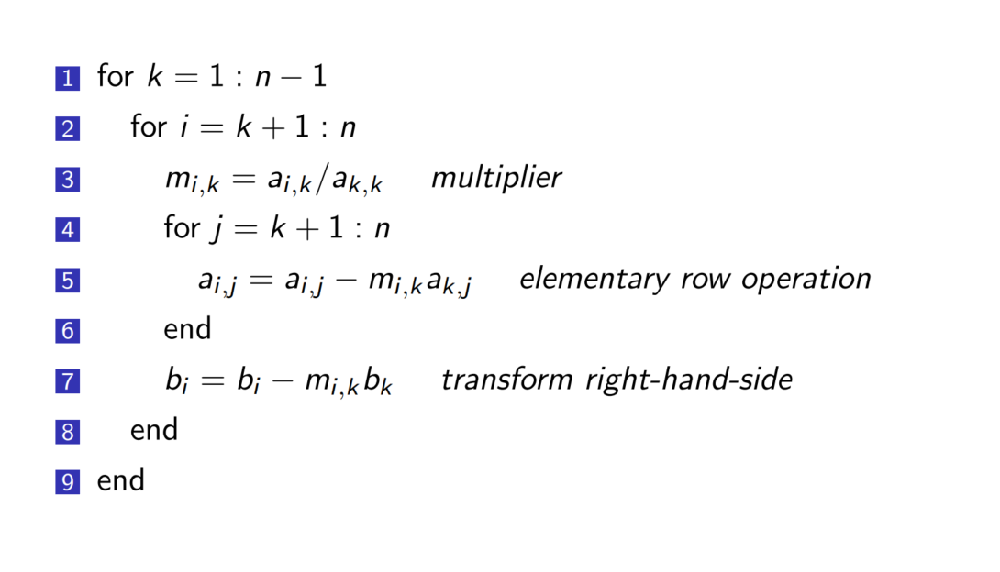 1 for k = 1 : n − 1
2 for i = k + 1 : n
3 m_{i,k} = a_{i,k}/a_{k,k} multiplier
4 for j = k + 1 : n
5 a_{i,j} = a_{i,j} − m_{i,k}a_{k,j} elementary row operation
6 end
7 b_i = b_i − m_{i,k}b_k transform right-hand-side
8 end
9 end